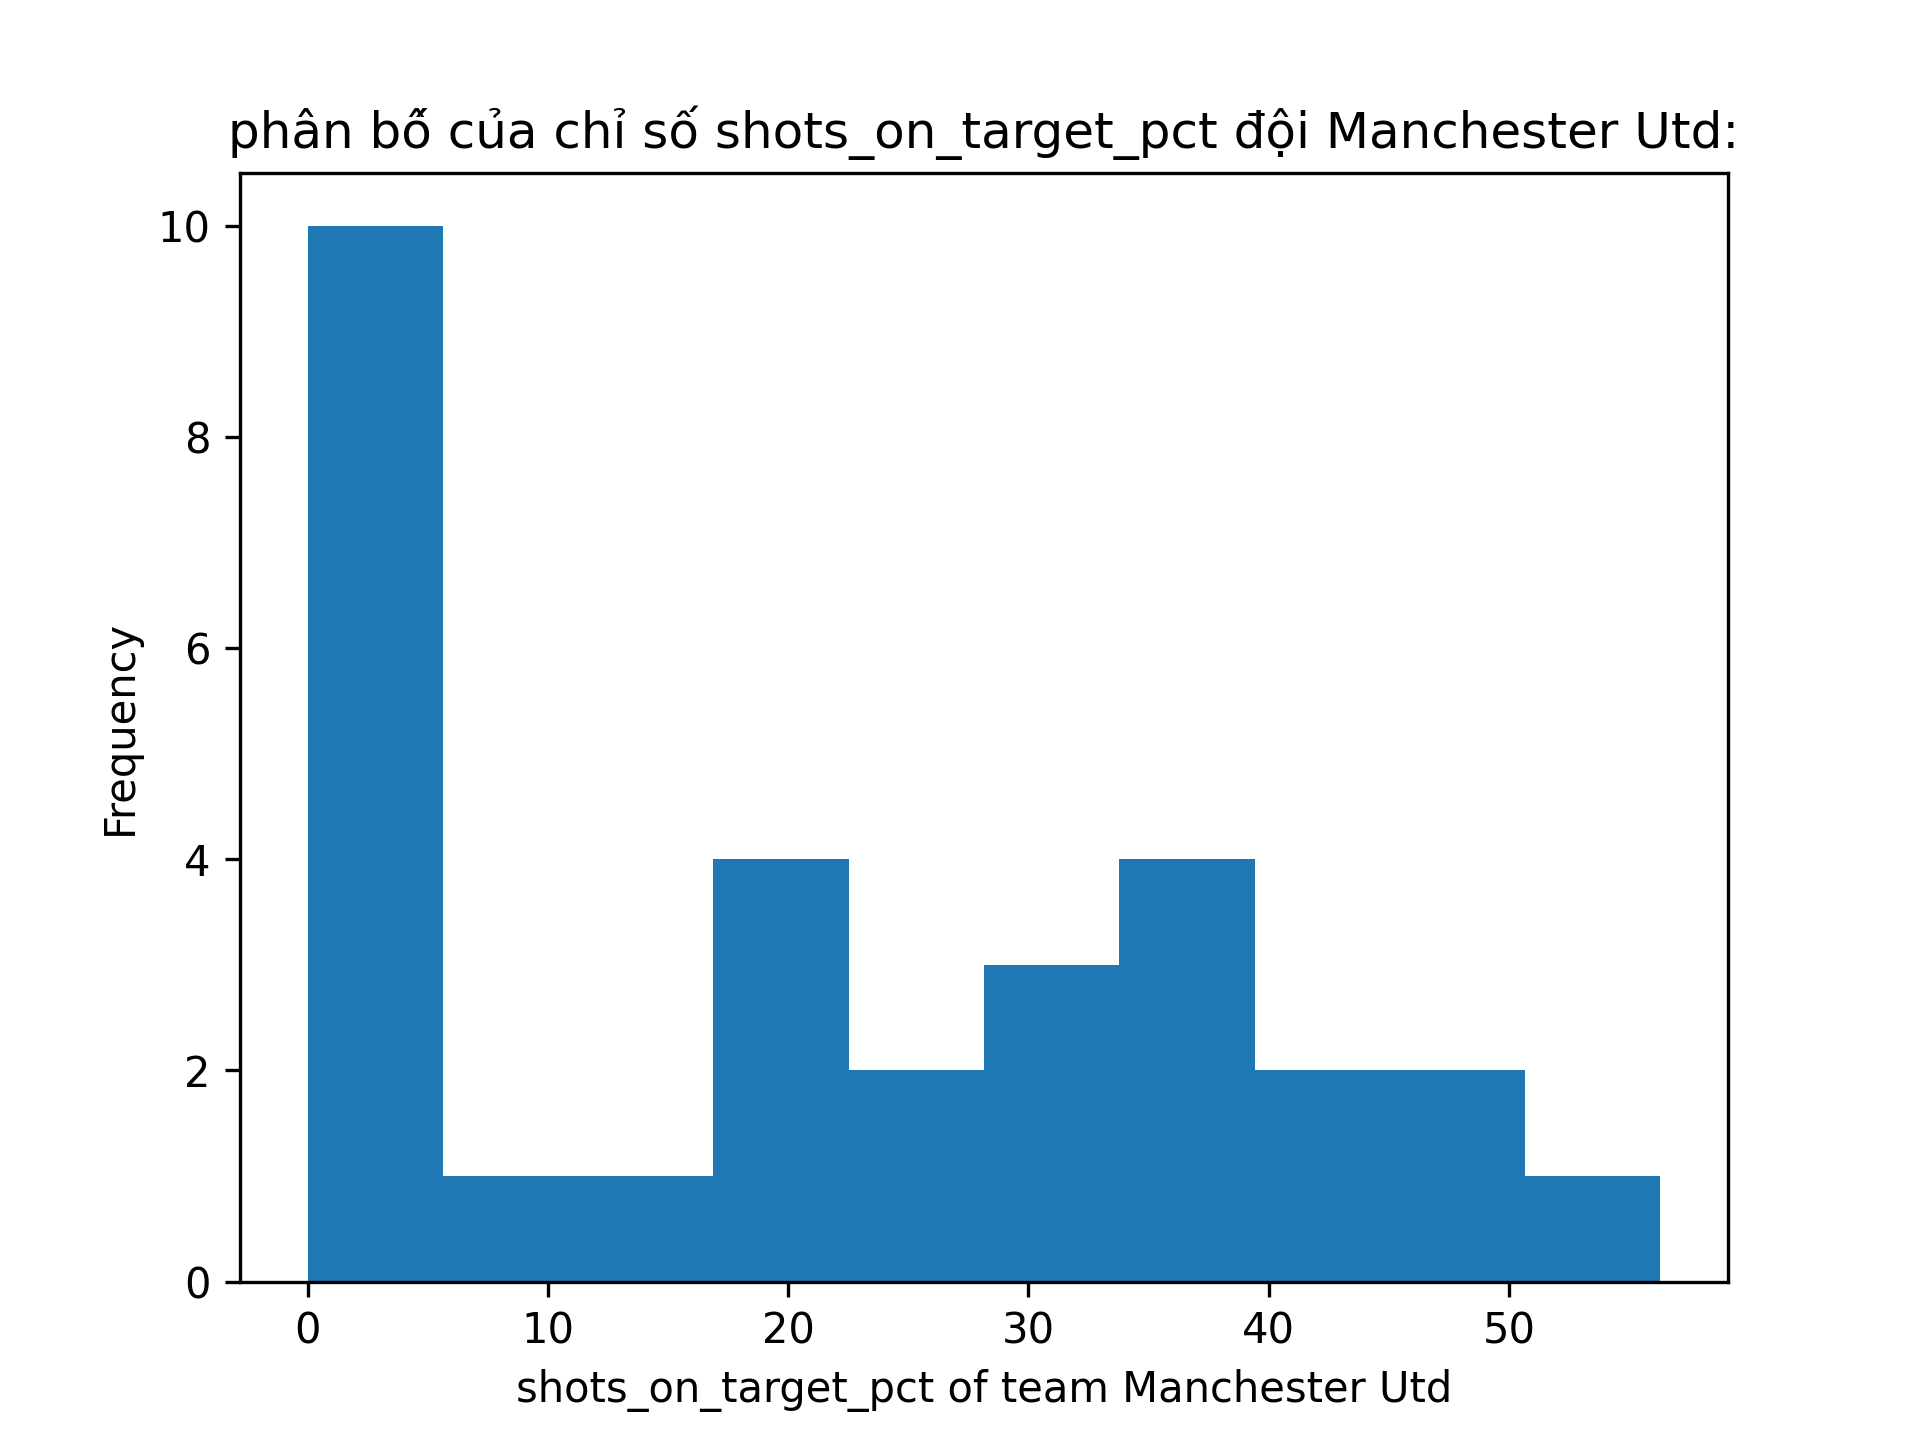 phân bố̃ của chỉ số shots_on_target_pct đội Manchester Utd:
10
8
6
4
2
0
Frequency
0 10 20 30 40 50
shots_on_target_pct of team Manchester Utd